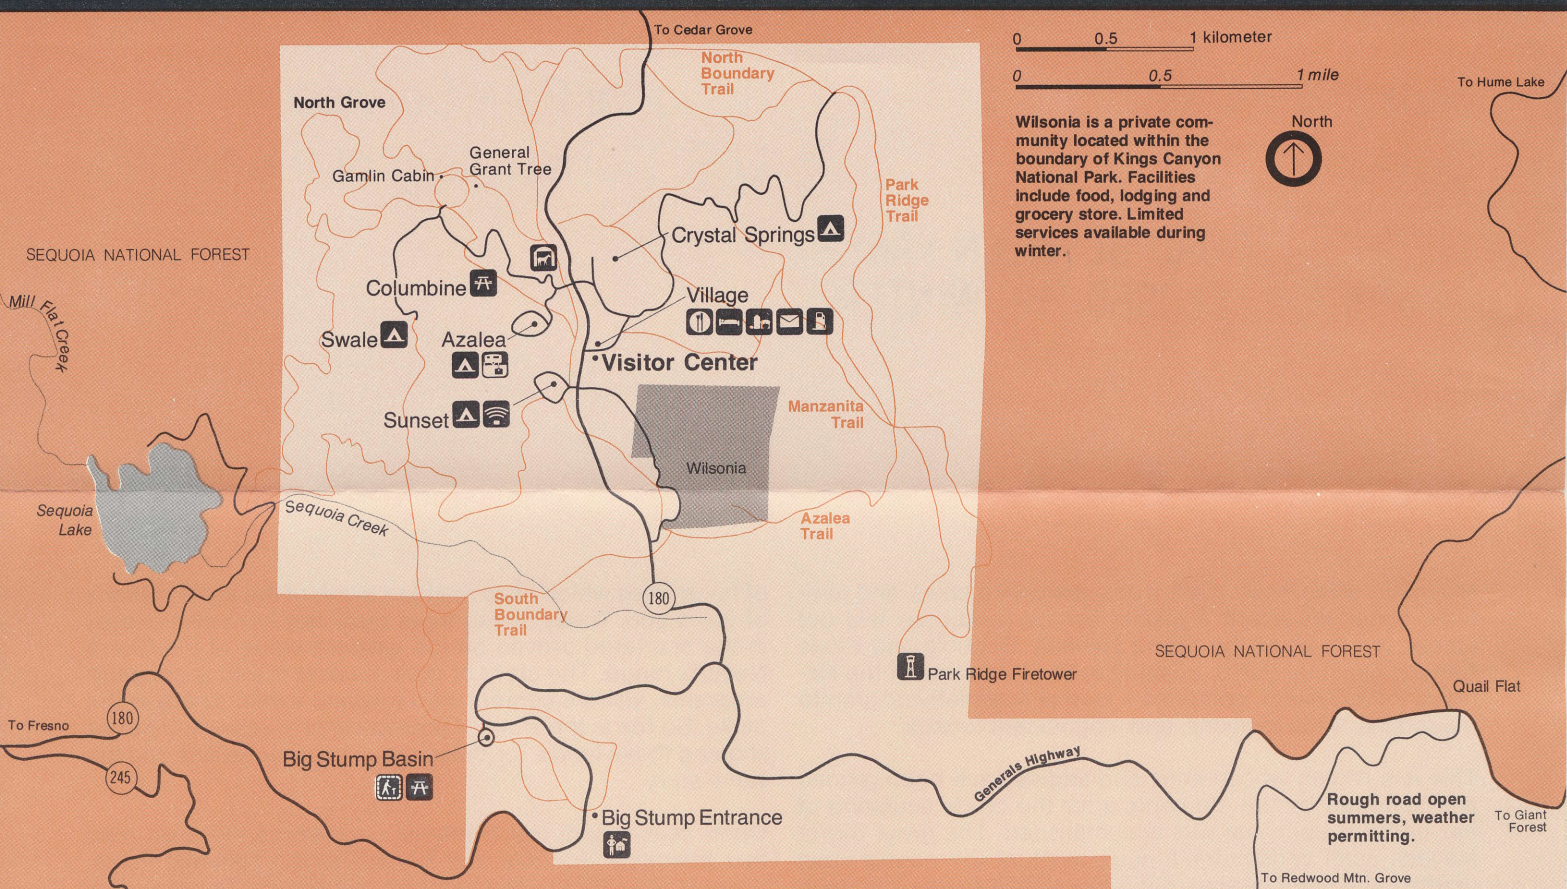 To Cedar Grove
0 0.5 1 kilometer
0 0.5 1 mile
To Hume Lake
North
Boundary
Trail
North Grove
Wilsonia is a private com-
munity located within the
boundary of Kings Canyon
National Park. Facilities
include food, lodging and
grocery store. Limited
services available during
winter.
North
General
Grant Tree
Gamlin Cabin
Park
Ridge
Trail
Crystal Springs
SEQUOIA NATIONAL FOREST
Columbine
Village
Mill Flat Creek
Swale
Azalea
Visitor Center
Sunset
Manzanita
Trail
Wilsonia
Sequoia
Lake
Sequoia Creek
Azalea
Trail
South
Boundary
Trail
180
SEQUOIA NATIONAL FOREST
Park Ridge Firetower
Quail Flat
180
To Fresno
245
Big Stump Basin
Generals Highway
Big Stump Entrance
Rough road open
summers, weather
permitting.
To Giant
Forest
To Redwood Mtn. Grove